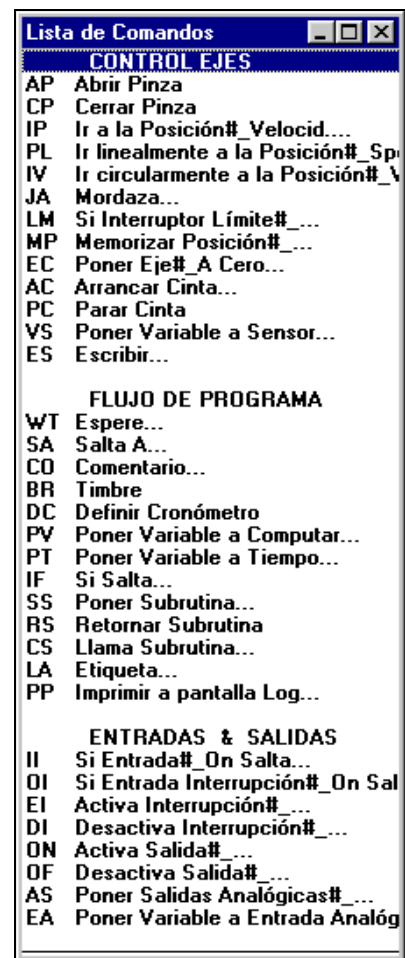 Lista de Comandos
CONTROL EJES
AP Abrir Pinza
CP Cerrar Pinza
IP Ir a la Posición#_Velocid....
PL Ir linealmente a la Posición#_Sp
IV Ir circularmente a la Posición#_V
JA Mordaza...
LM Si Interruptor Límite#_...
MP Memorizar Posición#_...
EC Poner Eje#_A Cero...
AC Arrancar Cinta...
PC Parar Cinta
VS Poner Variable a Sensor...
ES Escribir...
FLUJO DE PROGRAMA
WT Espere...
SA Salta A...
CO Comentario...
BR Timbre
DC Definir Cronómetro
PV Poner Variable a Computar...
PT Poner Variable a Tiempo...
IF Si Salta...
SS Poner Subrutina...
RS Retornar Subrutina
CS Llama Subrutina...
LA Etiqueta...
PP Imprimir a pantalla Log...
ENTRADAS & SALIDAS
II Si Entrada#_On Salta...
OI Si Entrada Interrupción#_On Sal
EI Activa Interrupción#_...
DI Desactiva Interrupción#_...
ON Activa Salida#_...
OF Desactiva Salida#_...
AS Poner Salidas Analógicas#_...
EA Poner Variable a Entrada Analóg